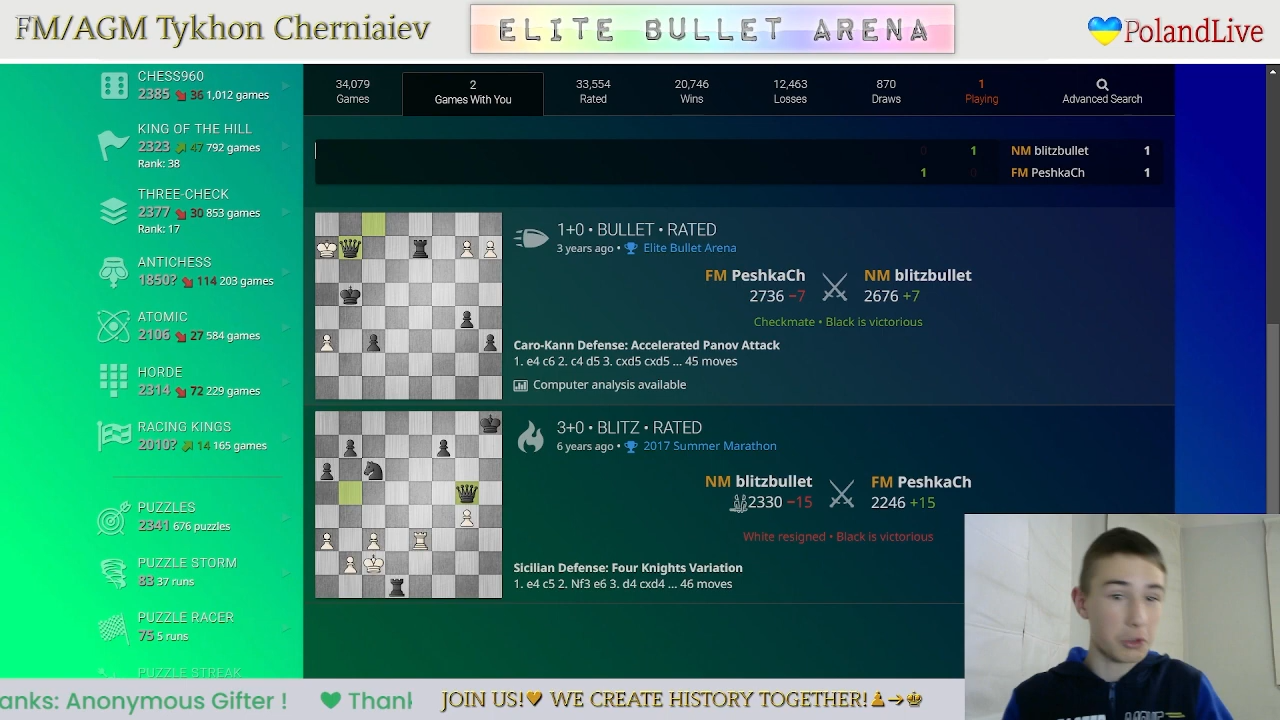 FM/AGM Tykhon Cherniaiev
ELITE BULLET ARENA
PolandLive
CHESS960
2385 36 1,012 games
KING OF THE HILL
2323 47 792 games
Rank: 38
THREE-CHECK
2377 30 853 games
Rank: 17
ANTICHESS
1850? 114 203 games
ATOMIC
2106 27 584 games
HORDE
2314 72 229 games
RACING KINGS
2010? 14 165 games
PUZZLES
2341 676 puzzles
PUZZLE STORM
83 37 runs
PUZZLE RACER
75 5 runs
PUZZLE STREAK
34,079
Games
2
Games With You
33,554
Rated
20,746
Wins
12,463
Losses
870
Draws
1
Playing
Advanced Search
0 1 NM blitzbullet 1
1 0 FM PeshkaCh 1
1+0 • BULLET • RATED
3 years ago • Elite Bullet Arena
FM PeshkaCh NM blitzbullet
2736 −7 2676 +7
Checkmate • Black is victorious
Caro-Kann Defense: Accelerated Panov Attack
1. e4 c6 2. c4 d5 3. cxd5 cxd5 ... 45 moves
Computer analysis available
3+0 • BLITZ • RATED
6 years ago • 2017 Summer Marathon
NM blitzbullet FM PeshkaCh
2330 −15 2246 +15
White resigned • Black is victorious
Sicilian Defense: Four Knights Variation
1. e4 c5 2. Nf3 e6 3. d4 cxd4 ... 46 moves
anks: Anonymous Gifter ! Thank
JOIN US! WE CREATE HISTORY TOGETHER!